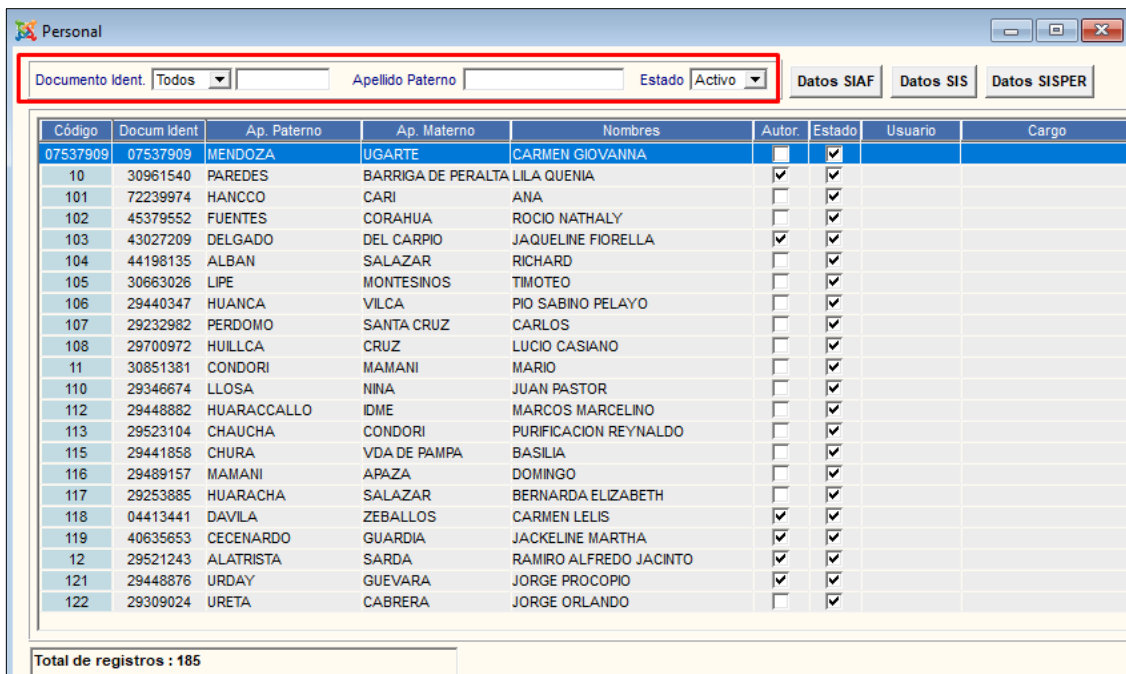 Personal
Documento Ident. Todos Apellido Paterno Estado Activo Datos SIAF Datos SIS Datos SISPER
Código Docum Ident Ap. Paterno Ap. Materno Nombres Autor. Estado Usuario Cargo
07537909 07537909 MENDOZA UGARTE CARMEN GIOVANNA
10 30961540 PAREDES BARRIGA DE PERALTA LILA QUENIA
101 72239974 HANCCO CARI ANA
102 45379552 FUENTES CORAHUA ROCIO NATHALY
103 43027209 DELGADO DEL CARPIO JAQUELINE FIORELLA
104 44198135 ALBAN SALAZAR RICHARD
105 30663026 LIPE MONTESINOS TIMOTEO
106 29440347 HUANCA VILCA PIO SABINO PELAYO
107 29232982 PERDOMO SANTA CRUZ CARLOS
108 29700972 HUILLCA CRUZ LUCIO CASIANO
11 30851381 CONDORI MAMANI MARIO
110 29346674 LLOSA NINA JUAN PASTOR
112 29448882 HUARACCALLO IDME MARCOS MARCELINO
113 29523104 CHAUCHA CONDORI PURIFICACION REYNALDO
115 29441858 CHURA VDA DE PAMPA BASILIA
116 29489157 MAMANI APAZA DOMINGO
117 29253885 HUARACHA SALAZAR BERNARDA ELIZABETH
118 04413441 DAVILA ZEBALLOS CARMEN LELIS
119 40635653 CECENARDO GUARDIA JACKELINE MARTHA
12 29521243 ALATRISTA SARDA RAMIRO ALFREDO JACINTO
121 29448876 URDAY GUEVARA JORGE PROCOPIO
122 29309024 URETA CABRERA JORGE ORLANDO
Total de registros : 185